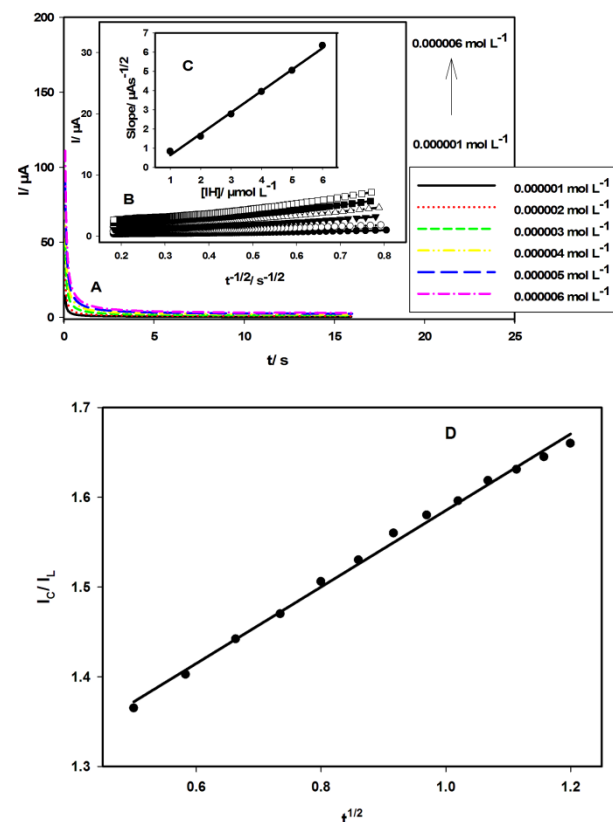 200
150
100
50
0
I/ µA
0
5
10
15
20
25
t/ s
A
30
20
10
0
I/ µA
B
0.2
0.3
0.4
0.5
0.6
0.7
0.8
t-1/2/ s-1/2
C
7
6
5
4
3
2
1
0
Slope/ µAs-1/2
1
2
3
4
5
6
[IH]/ µmol L-1
0.000006 mol L-1
0.000001 mol L-1
0.000001 mol L-1
0.000002 mol L-1
0.000003 mol L-1
0.000004 mol L-1
0.000005 mol L-1
0.000006 mol L-1
D
1.7
1.6
1.5
1.4
1.3
IC/ IL
0.6
0.8
1.0
1.2
t1/2